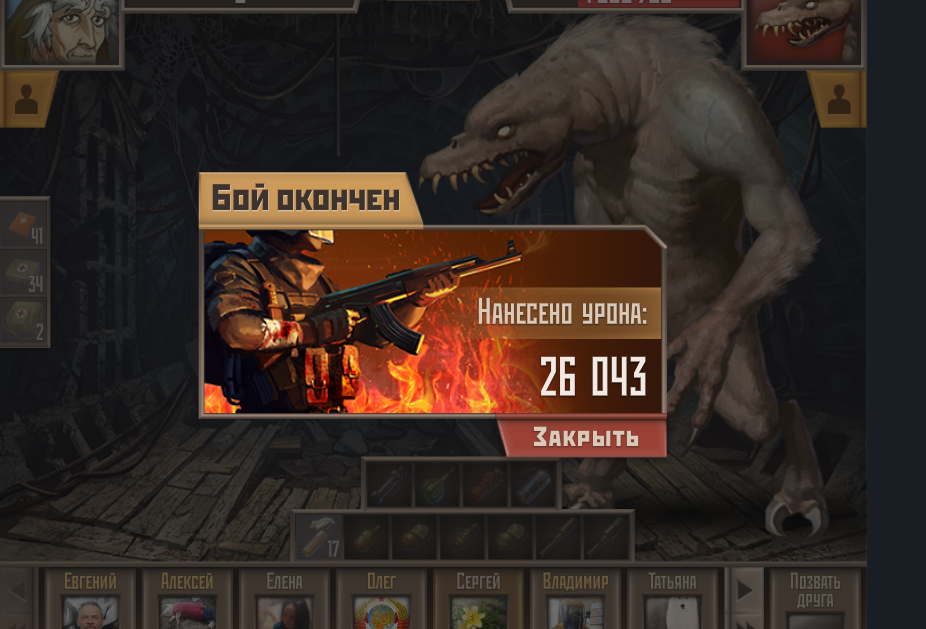 Бой окончен
41
34
2
Нанесено урона:
26 043
Закрыть
17
Евгений
Алексей
Елена
Олег
Сергей
Владимир
Татьяна
Позвать
друга